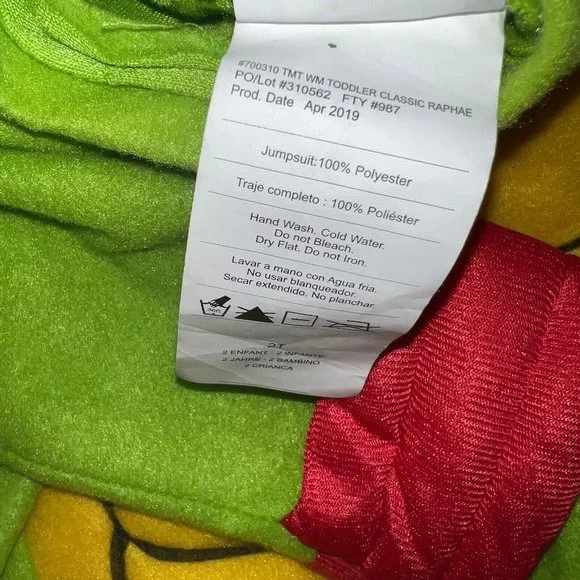 #700310 TMT WM TODDLER CLASSIC RAPHAE
PO/Lot #310562 FTY #987
Prod. Date Apr 2019
Jumpsuit:100% Polyester
Traje completo : 100% Poliéster
Hand Wash. Cold Water.
Do not Bleach.
Dry Flat. Do not Iron.
Lavar a mano con Agua fria.
No usar blanqueador.
Secar extendido. No planchar.
30C
2T
2 ENFANT - 2 INFANTE
2 JAHRE - 2 BAMBINO
2 CRIANCA